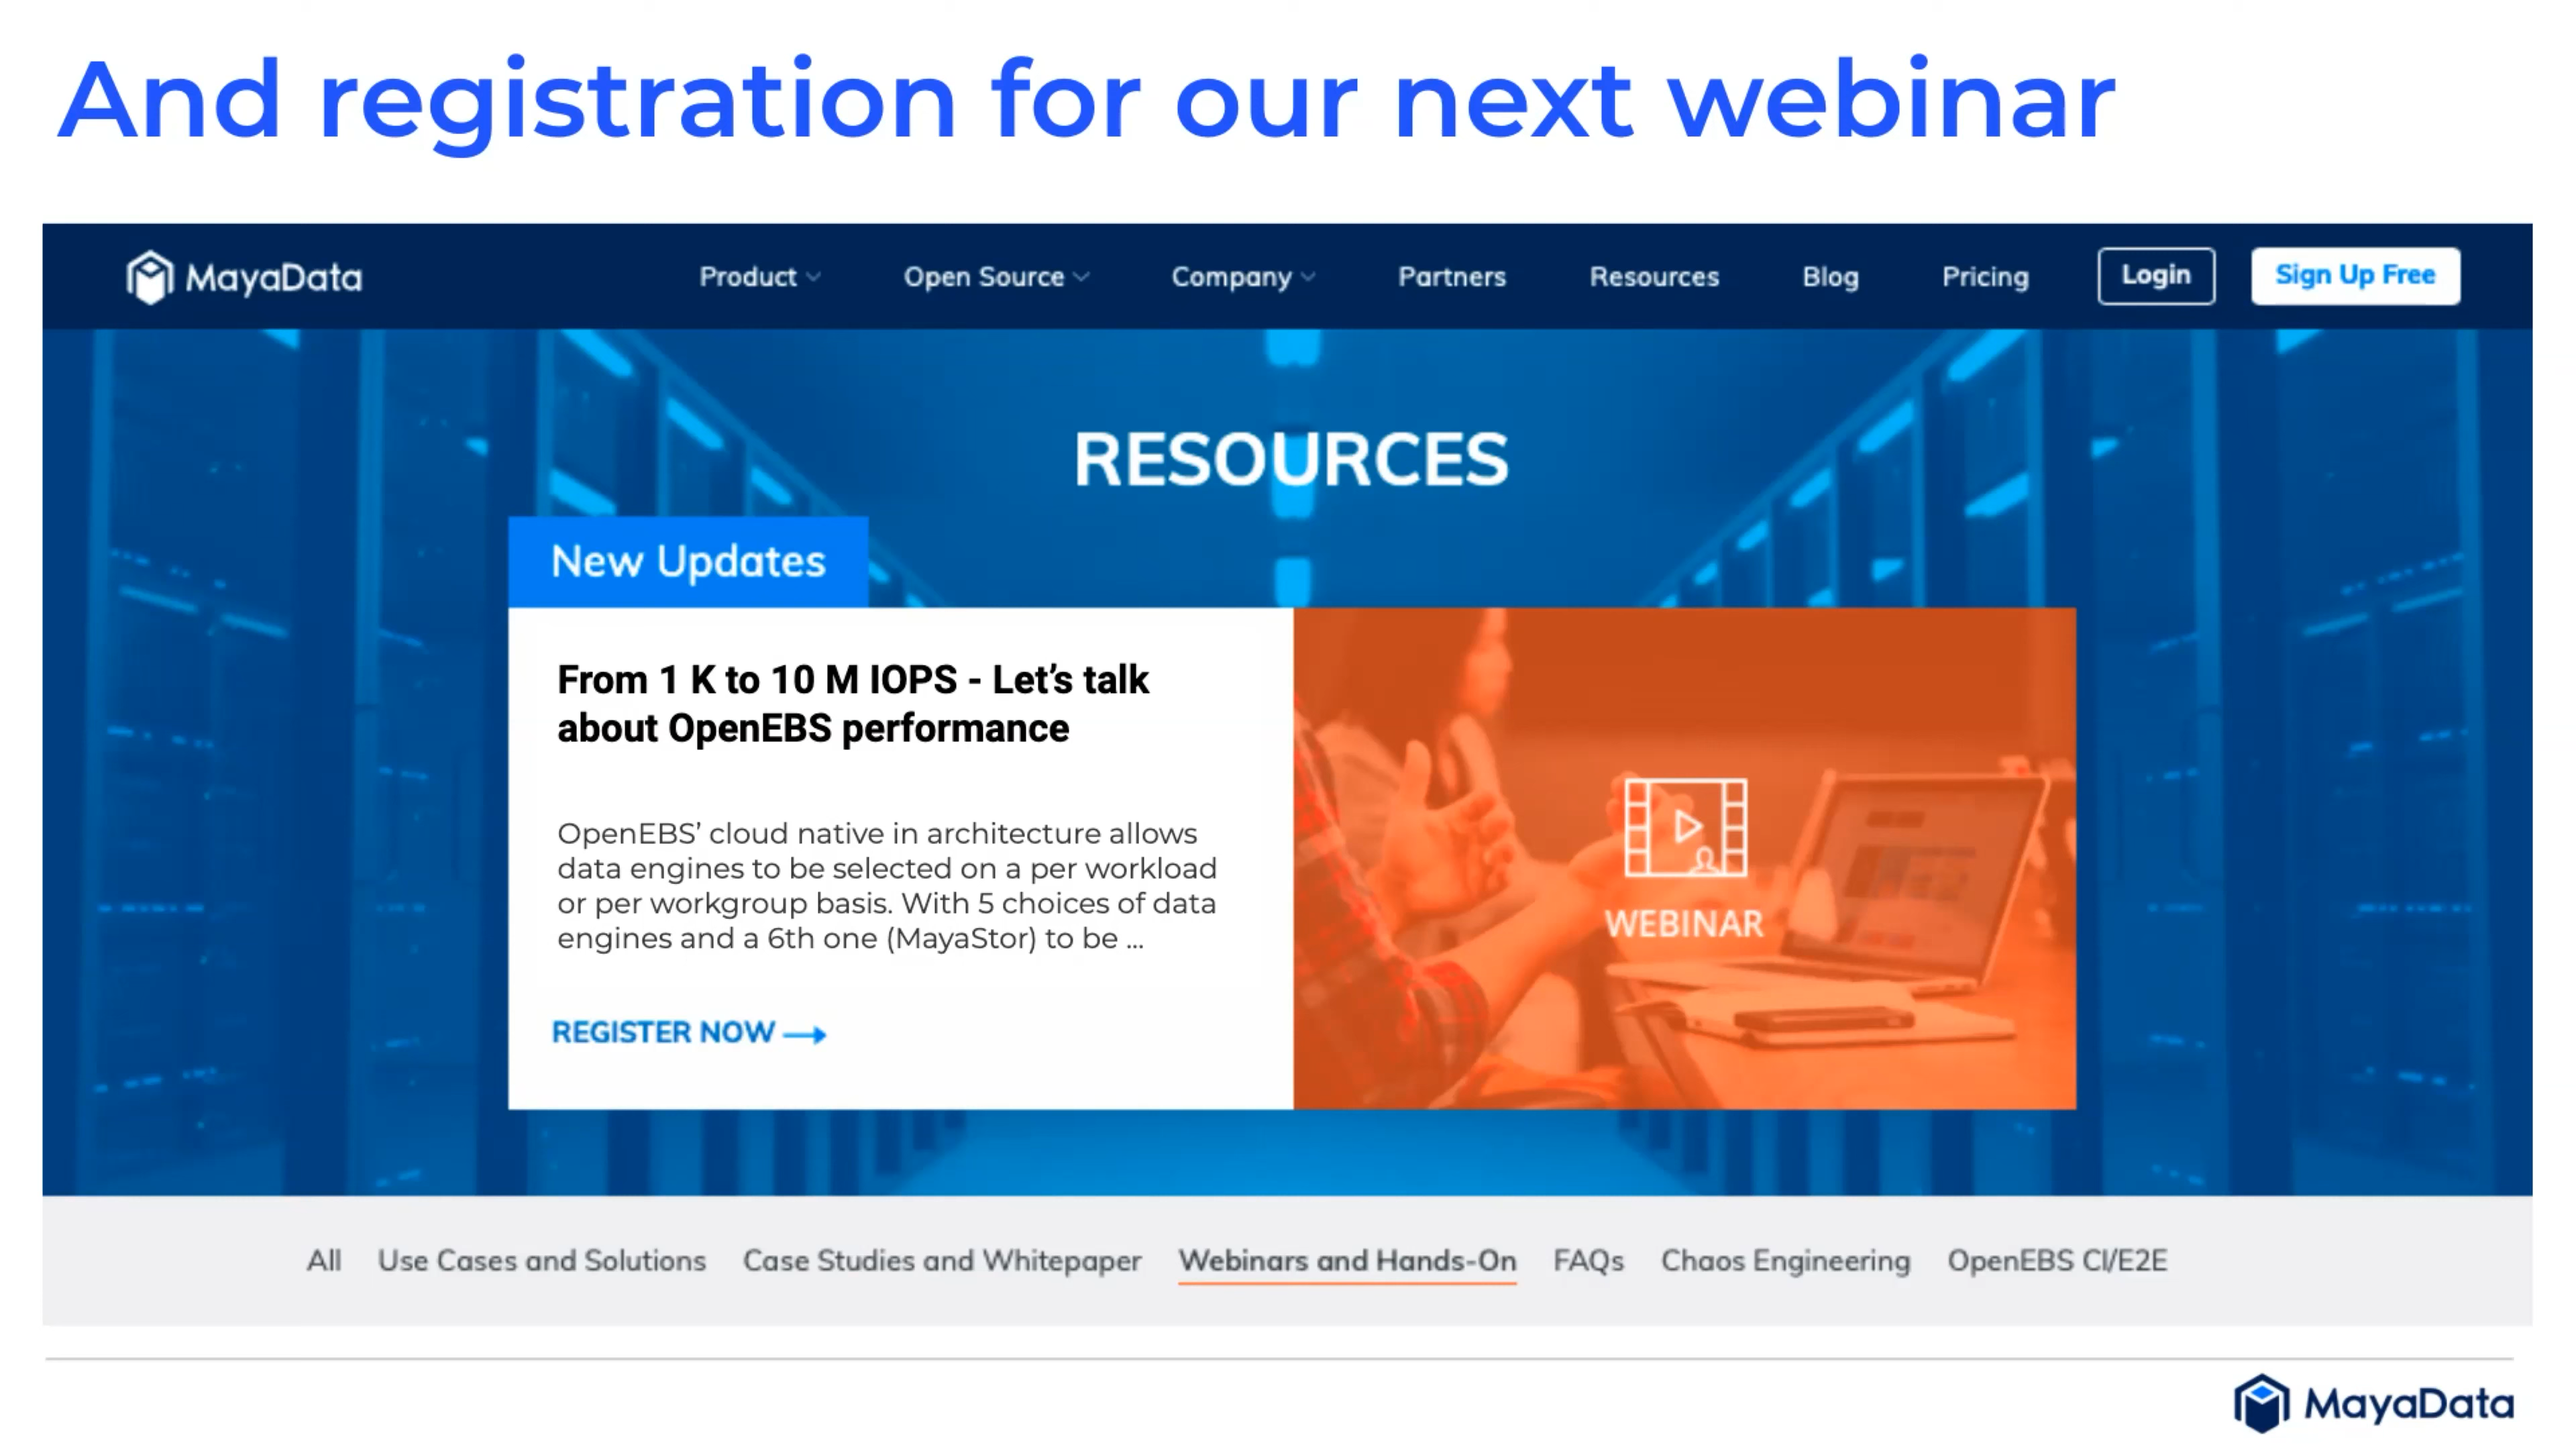 And registration for our next webinar
MayaData
Product
Open Source
Company
Partners
Resources
Blog
Pricing
Login
Sign Up Free
RESOURCES
New Updates
From 1 K to 10 M IOPS - Let’s talk
about OpenEBS performance
OpenEBS’ cloud native in architecture allows
data engines to be selected on a per workload
or per workgroup basis. With 5 choices of data
engines and a 6th one (MayaStor) to be ...
REGISTER NOW
WEBINAR
All
Use Cases and Solutions
Case Studies and Whitepaper
Webinars and Hands-On
FAQs
Chaos Engineering
OpenEBS CI/E2E
MayaData